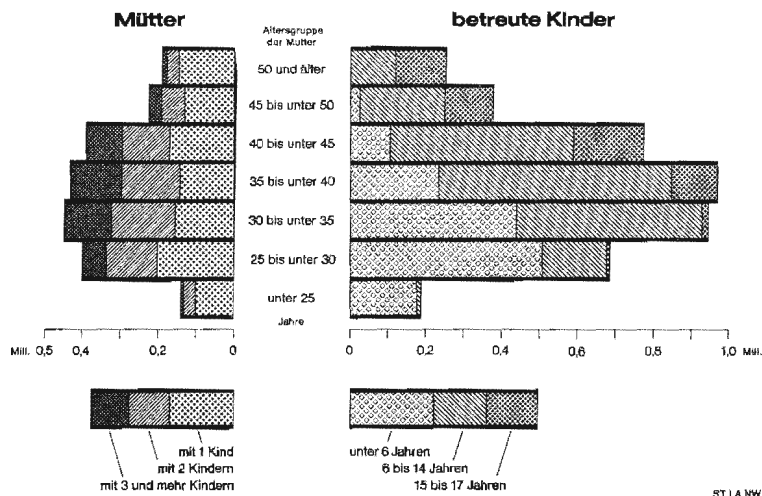 Mütter
betreute Kinder
Altersgruppe
der Mütter
50 und älter
45 bis unter 50
40 bis unter 45
35 bis unter 40
30 bis unter 35
25 bis unter 30
unter 25
Jahre
Mill. 0,5 0,4 0,2 0
0 0,2 0,4 0,6 0,8 1,0 Mill.
mit 1 Kind
mit 2 Kindern
mit 3 und mehr Kindern
unter 6 Jahren
6 bis 14 Jahren
15 bis 17 Jahren
ST LA NW